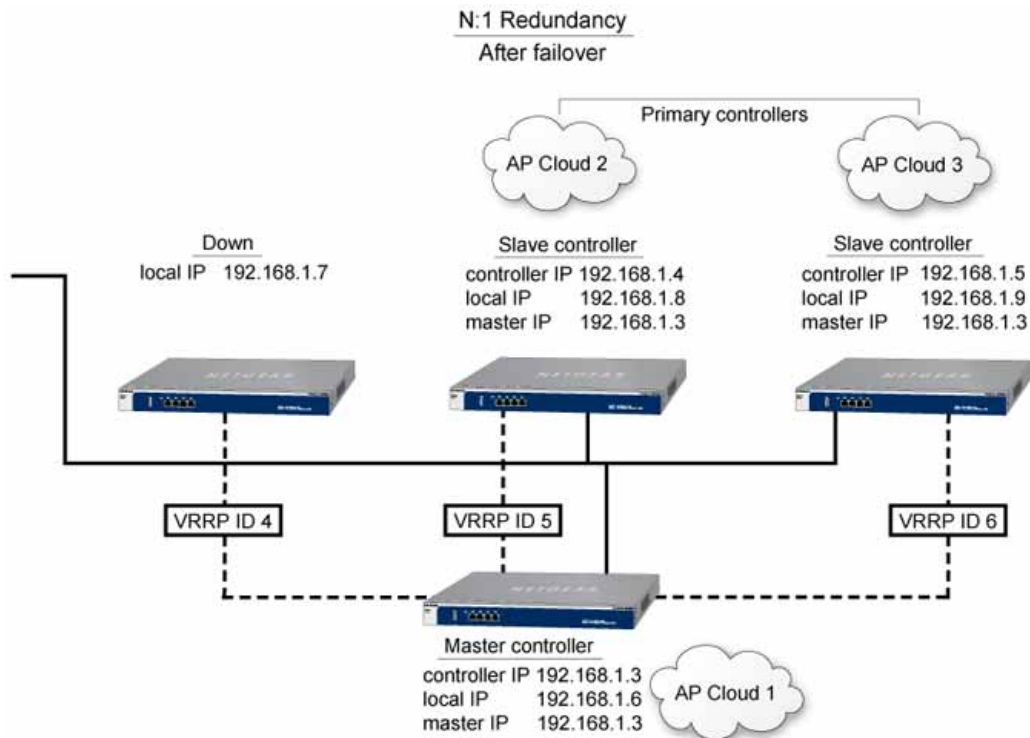 N:1 Redundancy
After failover
Primary controllers
AP Cloud 2
AP Cloud 3
Down
local IP 192.168.1.7
Slave controller
controller IP 192.168.1.4
local IP 192.168.1.8
master IP 192.168.1.3
Slave controller
controller IP 192.168.1.5
local IP 192.168.1.9
master IP 192.168.1.3
NETGEAR
NETGEAR
NETGEAR
VRRP ID 4
VRRP ID 5
VRRP ID 6
NETGEAR
Master controller
controller IP 192.168.1.3
local IP 192.168.1.6
master IP 192.168.1.3
AP Cloud 1